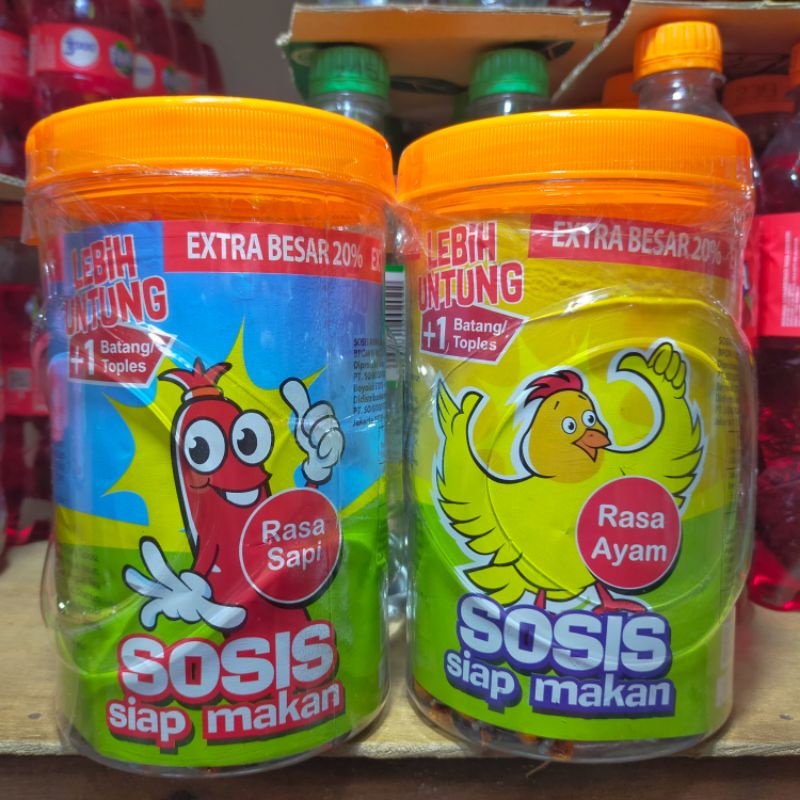 LEBIH
UNTUNG
+1 Batang/
Toples
EXTRA BESAR 20%
Rasa
Sapi
SOSIS
siap makan
LEBIH
UNTUNG
+1 Batang/
Toples
EXTRA BESAR 20%
Rasa
Ayam
SOSIS
siap makan